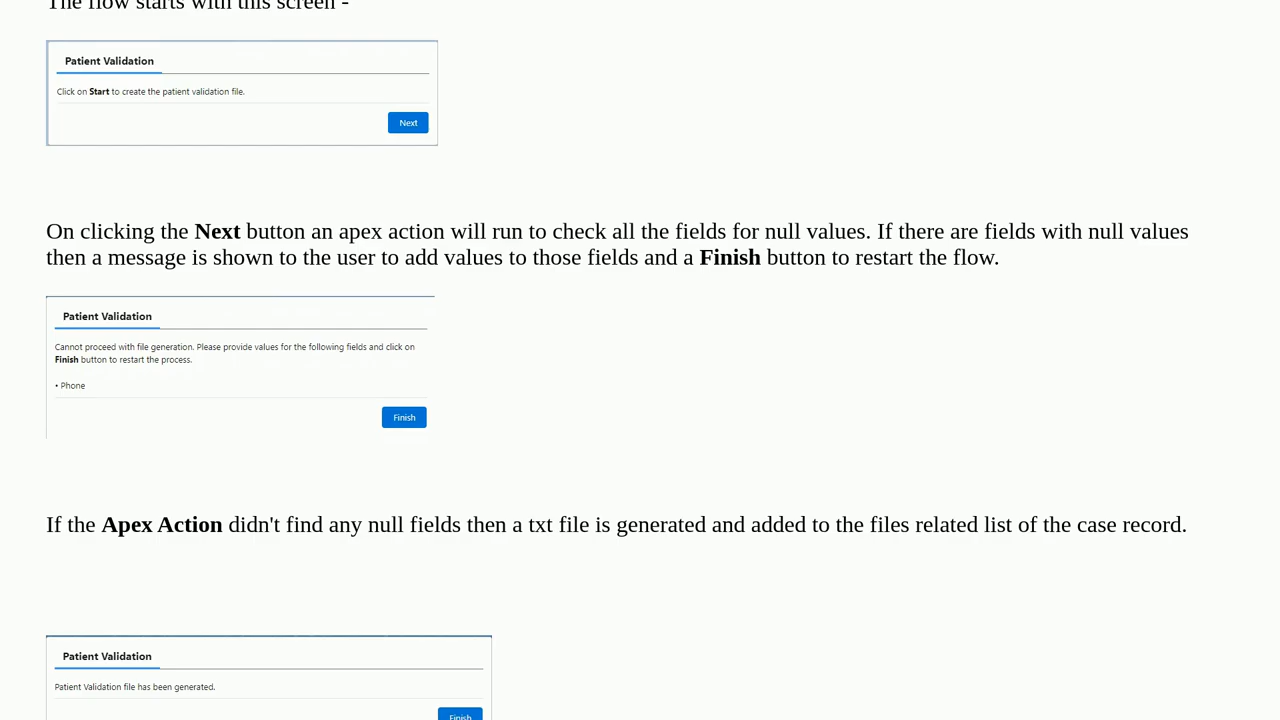 The flow starts with this screen -
Patient Validation
Click on Start to create the patient validation file.
Next
On clicking the Next button an apex action will run to check all the fields for null values. If there are fields with null values
then a message is shown to the user to add values to those fields and a Finish button to restart the flow.
Patient Validation
Cannot proceed with file generation. Please provide values for the following fields and click on
Finish button to restart the process.
• Phone
Finish
If the Apex Action didn't find any null fields then a txt file is generated and added to the files related list of the case record.
Patient Validation
Patient Validation file has been generated.
Finish